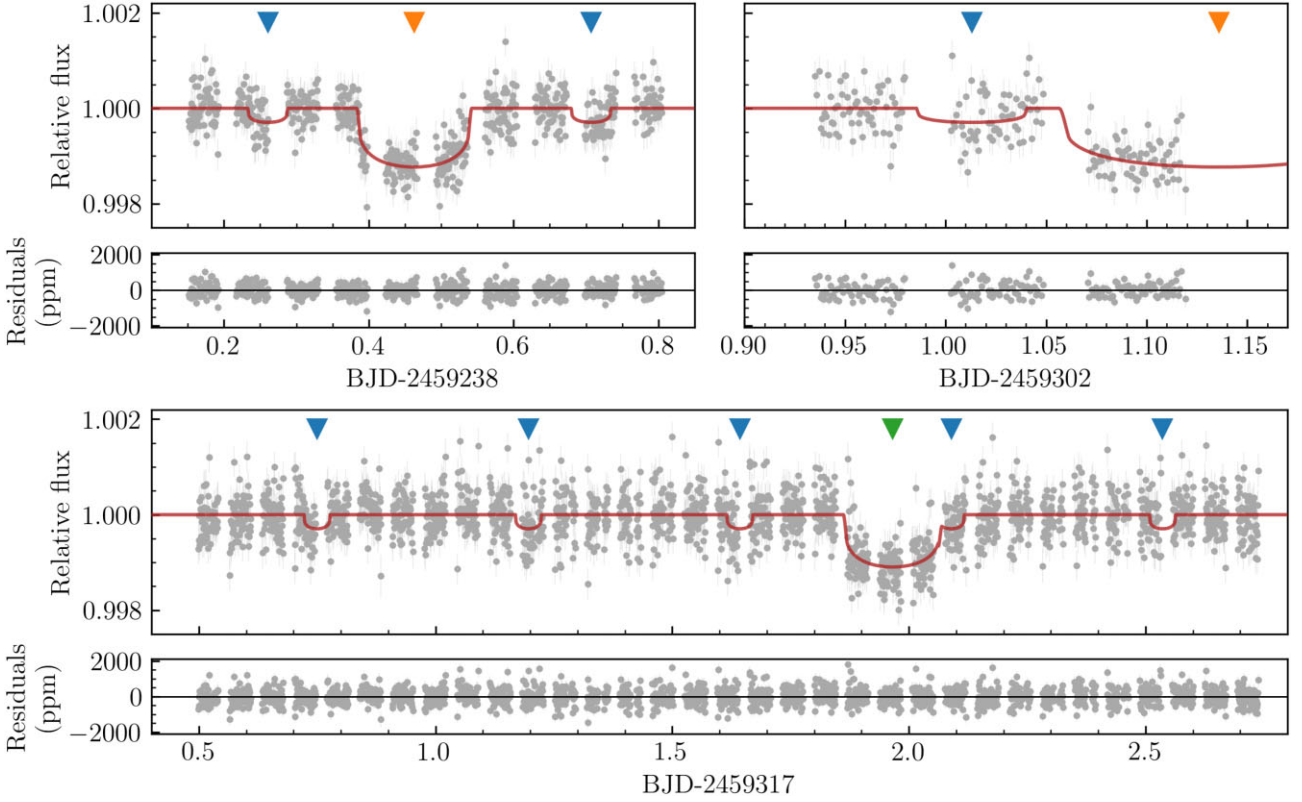 1.002
1.000
0.998
Relative flux
2000
0
−2000
Residuals
(ppm)
0.2 0.4 0.6 0.8
BJD-2459238
0.90 0.95 1.00 1.05 1.10 1.15
BJD-2459302
1.002
1.000
0.998
Relative flux
2000
0
−2000
Residuals
(ppm)
0.5 1.0 1.5 2.0 2.5
BJD-2459317